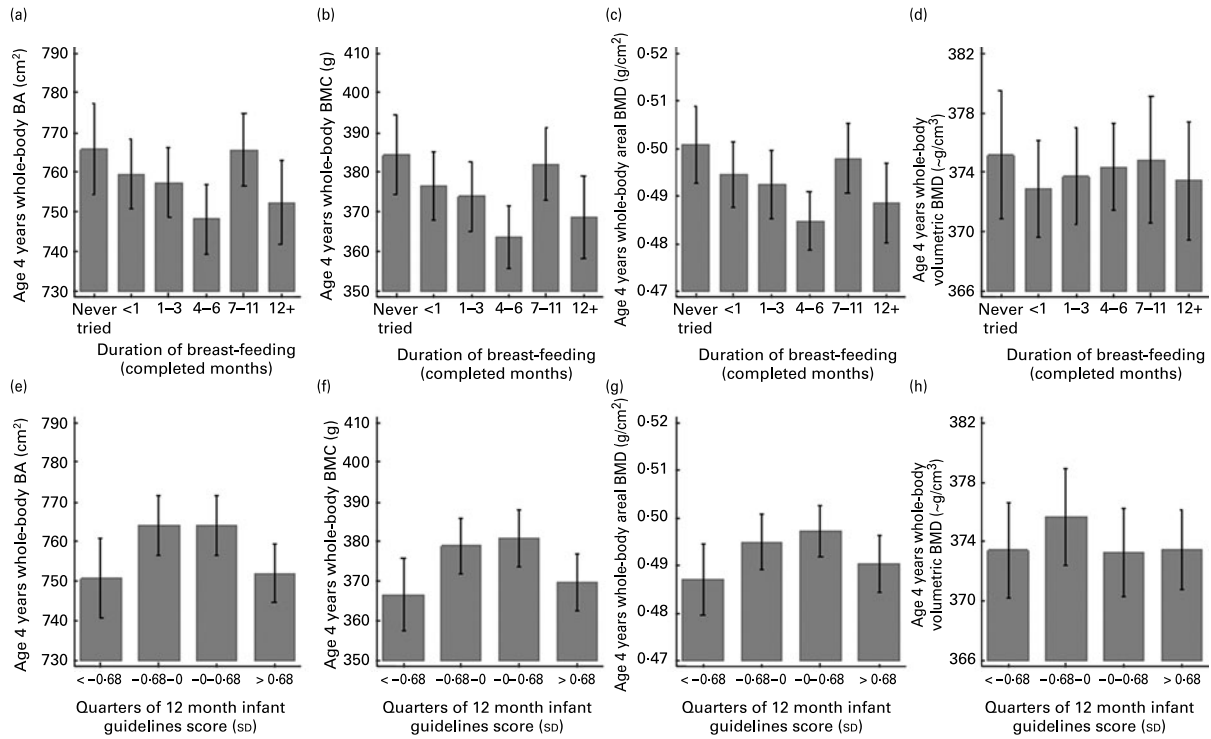 (a)
Age 4 years whole-body BA (cm²)
790
780
770
760
750
740
730
Never tried
<1
1–3
4–6
7–11
12+
Duration of breast-feeding
(completed months)
(b)
Age 4 years whole-body BMC (g)
410
400
390
380
370
360
350
Never tried
<1
1–3
4–6
7–11
12+
Duration of breast-feeding
(completed months)
(c)
Age 4 years whole-body areal BMD (g/cm²)
0·52
0·51
0·50
0·49
0·48
0·47
Never tried
<1
1–3
4–6
7–11
12+
Duration of breast-feeding
(completed months)
(d)
Age 4 years whole-body
volumetric BMD (~g/cm³)
382
378
374
370
366
Never tried
<1
1–3
4–6
7–11
12+
Duration of breast-feeding
(completed months)
(e)
Age 4 years whole-body BA (cm²)
790
780
770
760
750
740
730
< –0·68
–0·68–0
–0–0·68
> 0·68
Quarters of 12 month infant
guidelines score (SD)
(f)
Age 4 years whole-body BMC (g)
410
400
390
380
370
360
350
< –0·68
–0·68–0
–0–0·68
> 0·68
Quarters of 12 month infant
guidelines score (SD)
(g)
Age 4 years whole-body areal BMD (g/cm²)
0·52
0·51
0·50
0·49
0·48
0·47
< –0·68
–0·68–0
–0–0·68
> 0·68
Quarters of 12 month infant
guidelines score (SD)
(h)
Age 4 years whole-body
volumetric BMD (~g/cm³)
382
378
374
370
366
< –0·68
–0·68–0
–0–0·68
> 0·68
Quarters of 12 month infant
guidelines score (SD)